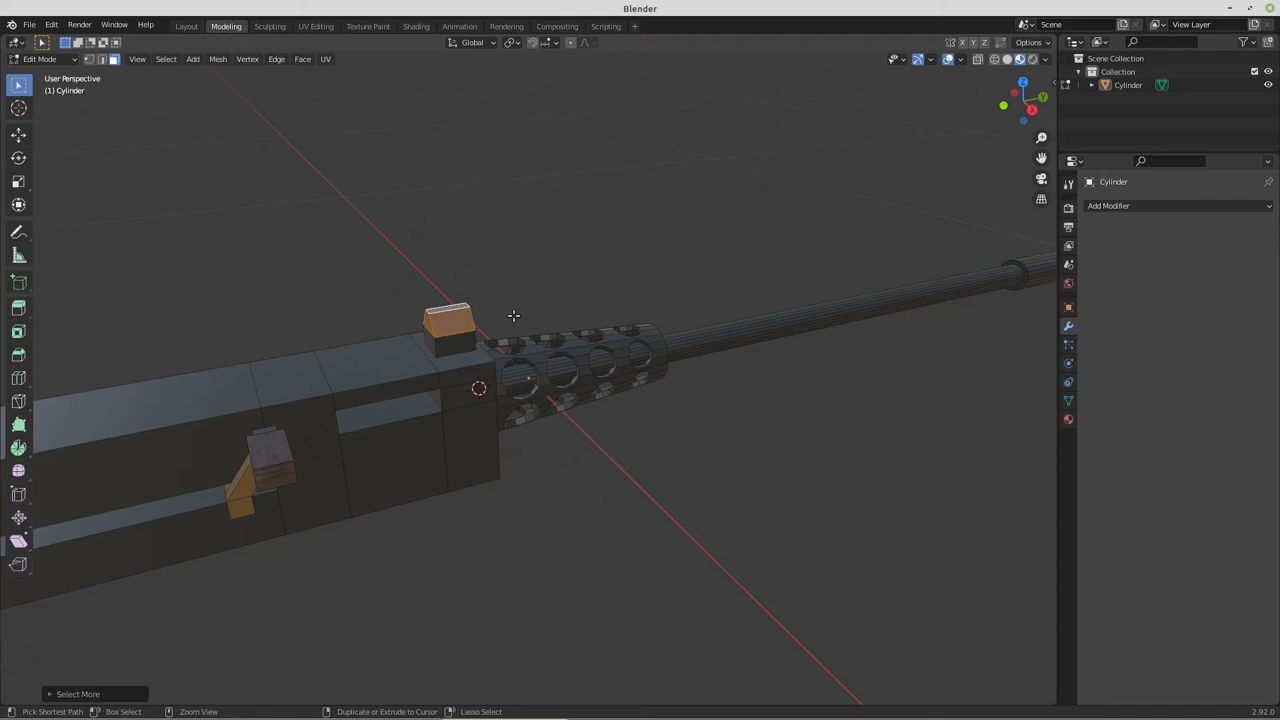 Blender
File Edit Render Window Help Layout Modeling Sculpting UV Editing Texture Paint Shading Animation Rendering Compositing Scripting + Scene View Layer
Global X Y Z Options
Edit Mode View Select Add Mesh Vertex Edge Face UV
User Perspective
(1) Cylinder
Z
Y
X
Scene Collection
Collection
Cylinder
Cylinder
Add Modifier
Select More
Pick Shortest Path Box Select Zoom View Duplicate or Extrude to Cursor Lasso Select 2.92.0